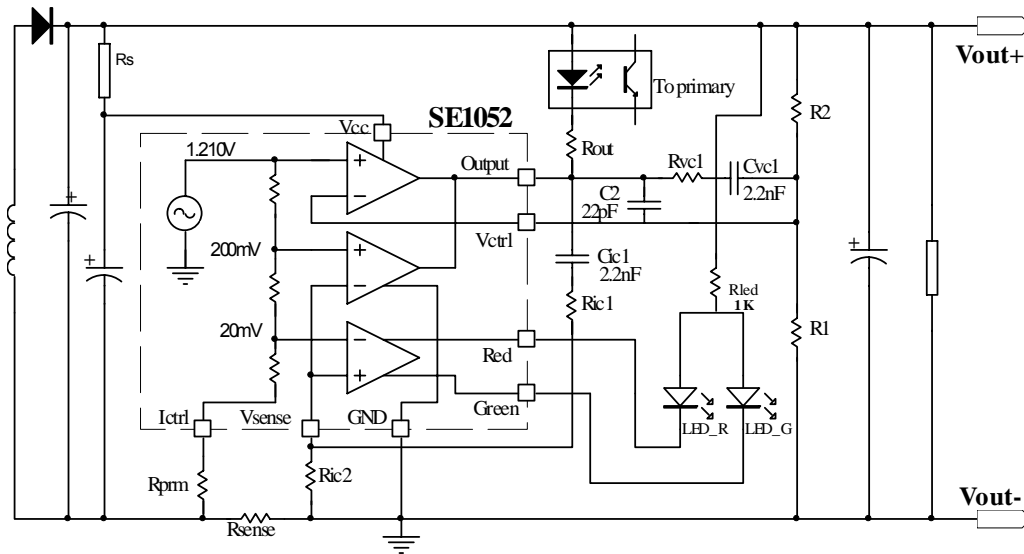 Vout+
Rs
To primary
SE1052
Vcc
R2
1.210V
Output
Rout
Rvc1
Cvc1
2.2nF
C2
22pF
Vctrl
200mV
Cic1
2.2nF
Rled
1K
Ric1
20mV
R1
Red
Green
Ictrl
Vsense
GND
LED_R
LED_G
Rprm
Ric2
Vout-
Rsense